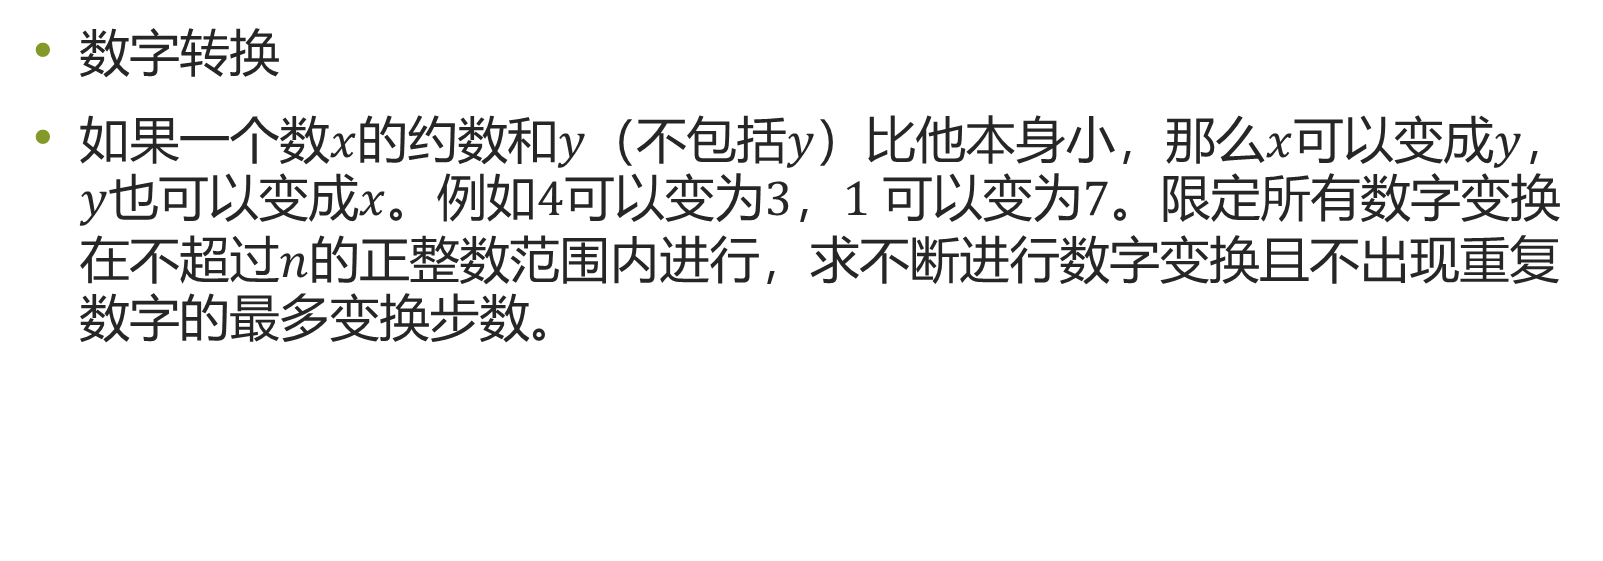 • 数字转换
• 如果一个数x的约数和y（不包括y）比他本身小，那么x可以变成y，
y也可以变成x。例如4可以变为3，1 可以变为7。限定所有数字变换
在不超过n的正整数范围内进行，求不断进行数字变换且不出现重复
数字的最多变换步数。